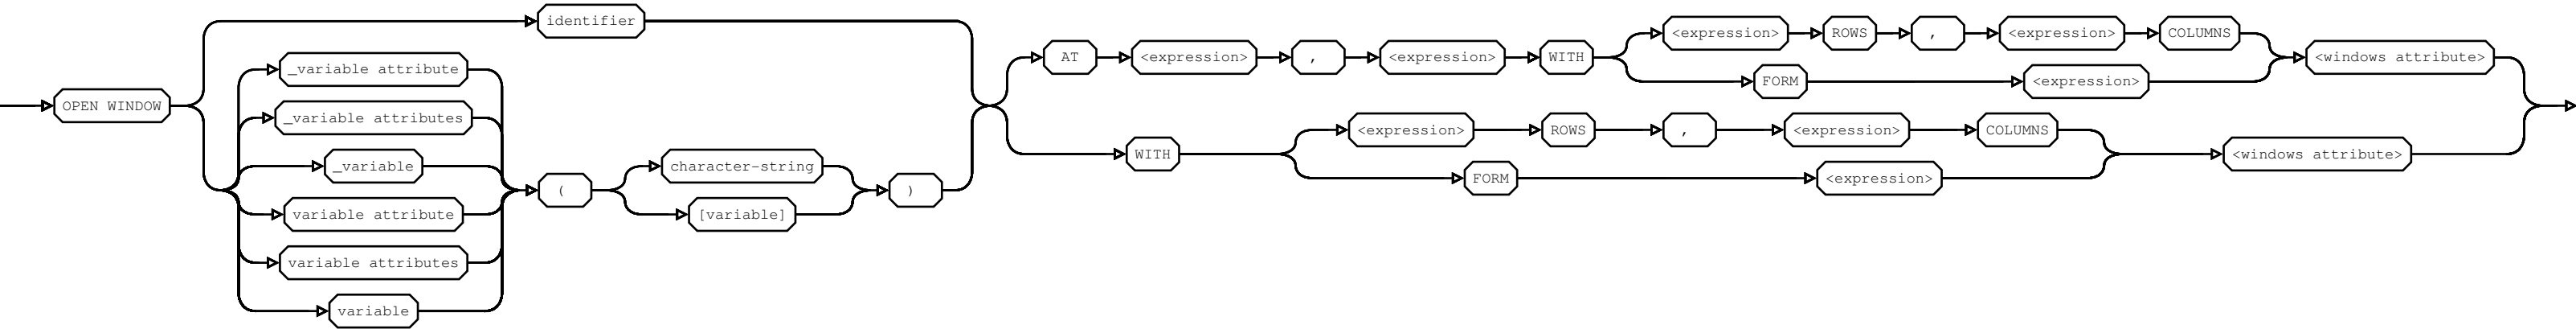 OPEN WINDOW
identifier
_variable attribute
_variable attributes
_variable
variable attribute
variable attributes
variable
(
character-string
[variable]
)
AT <expression> , <expression> WITH
<expression> ROWS , <expression> COLUMNS
FORM <expression>
<windows attribute>
WITH
<expression> ROWS , <expression> COLUMNS
FORM <expression>
<windows attribute>